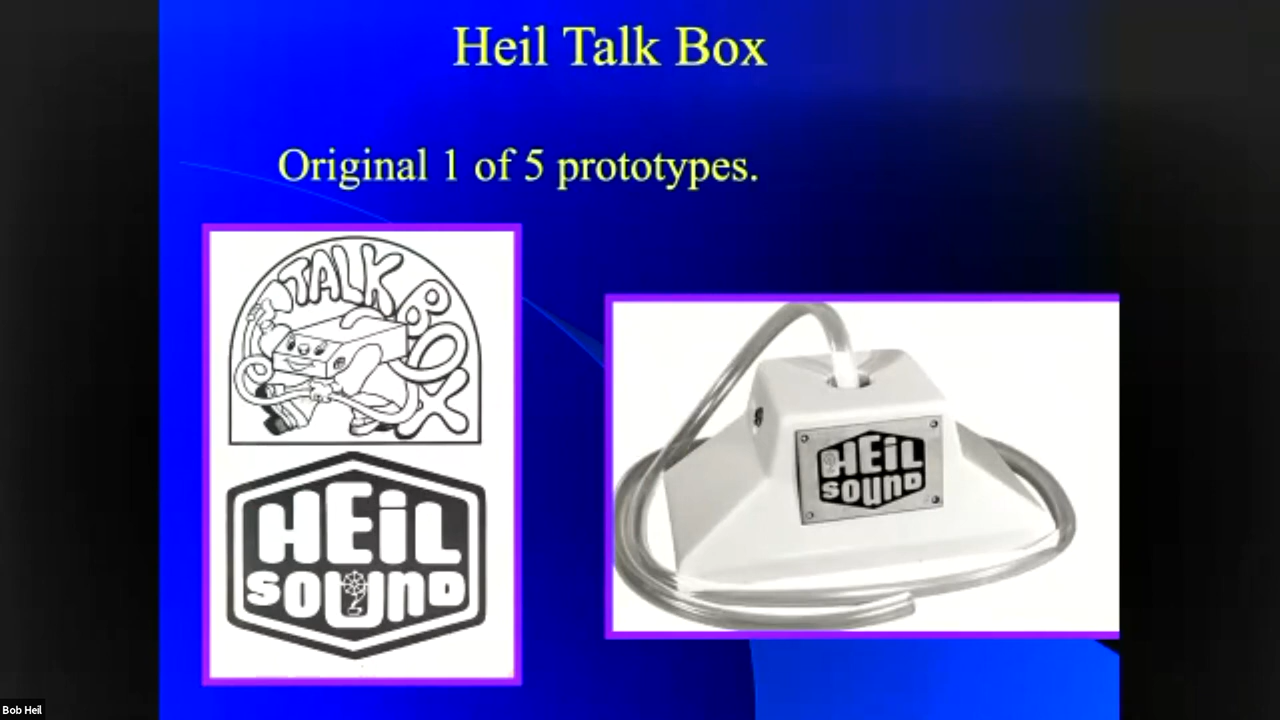 Heil Talk Box
Original 1 of 5 prototypes.
TALK BOX
HEiL
SOUND
HEiL
SOUND
Bob Heil